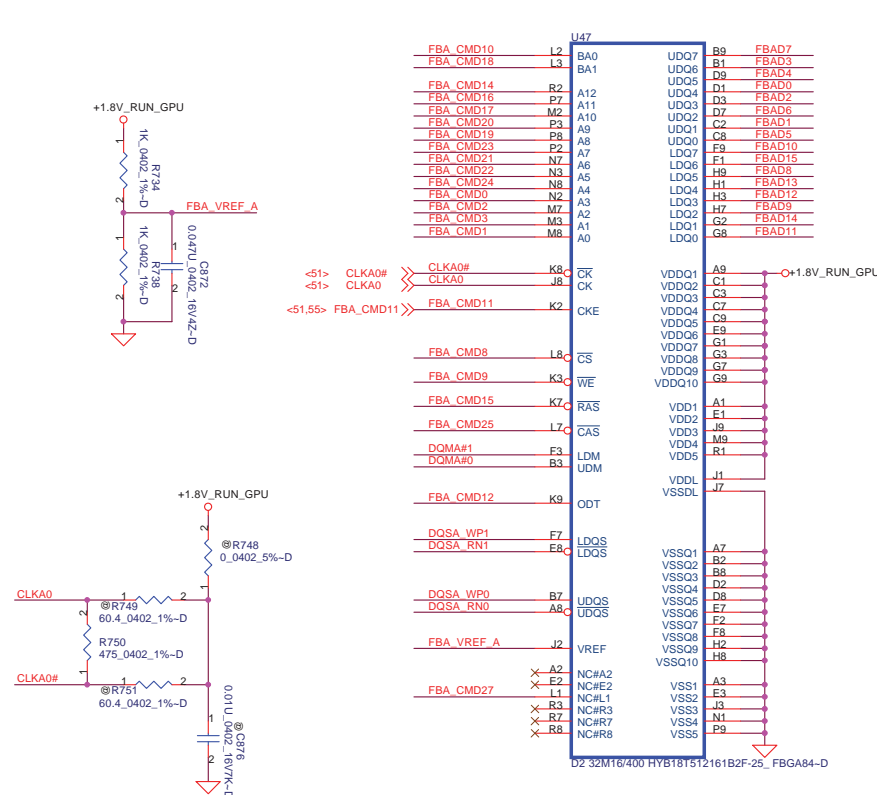 +1.8V_RUN_GPU
1
R734
1K_0402_1%~D
2
FBA_VREF_A
1
R738
1K_0402_1%~D
2
1
C872
0.047U_0402_16V4Z~D
2
+1.8V_RUN_GPU
2
@R748
0_0402_5%~D
1
CLKA0
1 2
@R749
60.4_0402_1%~D
2
R750
475_0402_1%~D
1
CLKA0#
1 2
@R751
60.4_0402_1%~D
1
@C876
0.01U_0402_16V7K~D
2
U47
FBA_CMD10 L2 BA0
FBA_CMD18 L3 BA1
FBA_CMD14 R2 A12
FBA_CMD16 P7 A11
FBA_CMD17 M2 A10
FBA_CMD20 P3 A9
FBA_CMD19 P8 A8
FBA_CMD23 P2 A7
FBA_CMD21 N7 A6
FBA_CMD22 N3 A5
FBA_CMD24 N8 A4
FBA_CMD0 N2 A3
FBA_CMD2 M7 A2
FBA_CMD3 M3 A1
FBA_CMD1 M8 A0
<51> CLKA0# CLKA0# K8 CK
<51> CLKA0 CLKA0 J8 CK
<51,55> FBA_CMD11 FBA_CMD11 K2 CKE
FBA_CMD8 L8 CS
FBA_CMD9 K3 WE
FBA_CMD15 K7 RAS
FBA_CMD25 L7 CAS
DQMA#1 F3 LDM
DQMA#0 B3 UDM
FBA_CMD12 K9 ODT
DQSA_WP1 F7 LDQS
DQSA_RN1 E8 LDQS
DQSA_WP0 B7 UDQS
DQSA_RN0 A8 UDQS
FBA_VREF_A J2 VREF
A2 NC#A2
E2 NC#E2
FBA_CMD27 L1 NC#L1
R3 NC#R3
R7 NC#R7
R8 NC#R8
UDQ7 B9 FBAD7
UDQ6 B1 FBAD3
UDQ5 D9 FBAD4
UDQ4 D1 FBAD0
UDQ3 D3 FBAD2
UDQ2 D7 FBAD6
UDQ1 C2 FBAD1
UDQ0 C8 FBAD5
LDQ7 F9 FBAD10
LDQ6 F1 FBAD15
LDQ5 H9 FBAD8
LDQ4 H1 FBAD13
LDQ3 H3 FBAD12
LDQ2 H7 FBAD9
LDQ1 G2 FBAD14
LDQ0 G8 FBAD11
VDDQ1 A9 +1.8V_RUN_GPU
VDDQ2 C1
VDDQ3 C3
VDDQ4 C7
VDDQ5 C9
VDDQ6 E9
VDDQ7 G1
VDDQ8 G3
VDDQ9 G7
VDDQ10 G9
VDD1 A1
VDD2 E1
VDD3 J9
VDD4 M9
VDD5 R1
VDDL J1
VSSDL J7
VSSQ1 A7
VSSQ2 B2
VSSQ3 B8
VSSQ4 D2
VSSQ5 D8
VSSQ6 E7
VSSQ7 F2
VSSQ8 F8
VSSQ9 H2
VSSQ10 H8
VSS1 A3
VSS2 E3
VSS3 J3
VSS4 N1
VSS5 P9
D2 32M16/400 HYB18T512161B2F-25_ FBGA84~D